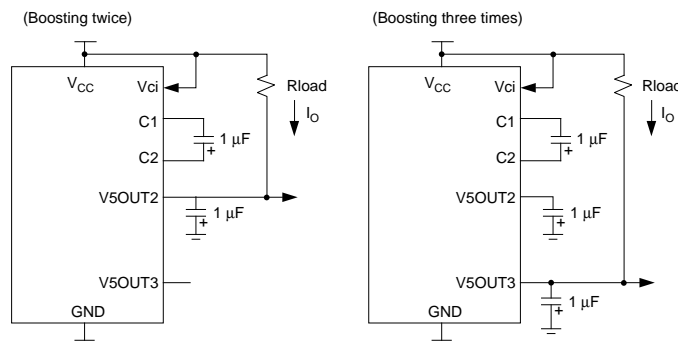 (Boosting twice)
VCC
Vci
C1
C2
V5OUT2
V5OUT3
GND
1 μF
+
1 μF
+
Rload
IO
(Boosting three times)
VCC
Vci
C1
C2
V5OUT2
V5OUT3
GND
1 μF
+
1 μF
+
1 μF
+
Rload
IO